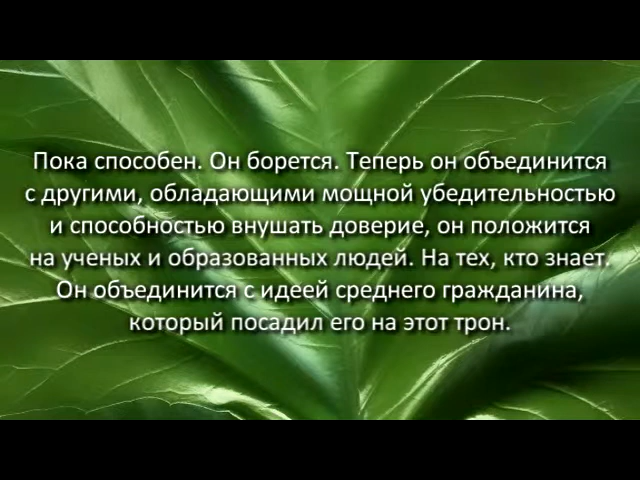 Пока способен. Он борется. Теперь он объединится
с другими, обладающими мощной убедительностью
и способностью внушать доверие, он положится
на ученых и образованных людей. На тех, кто знает.
Он объединится с идеей среднего гражданина,
который посадил его на этот трон.